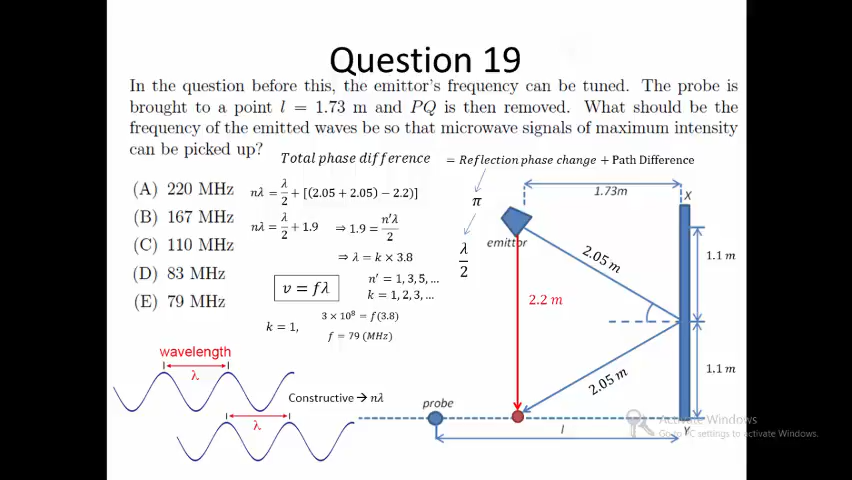 Question 19
In the question before this, the emittor's frequency can be tuned. The probe is
brought to a point l = 1.73 m and PQ is then removed. What should be the
frequency of the emitted waves be so that microwave signals of maximum intensity
can be picked up?
Total phase difference = Reflection phase change + Path Difference
(A) 220 MHz
(B) 167 MHz
(C) 110 MHz
(D) 83 MHz
(E) 79 MHz
nλ = λ/2 + [(2.05 + 2.05) − 2.2)]
nλ = λ/2 + 1.9 ⇒ 1.9 = n'λ/2
⇒ λ = k × 3.8
v = fλ
n' = 1, 3, 5, ...
k = 1, 2, 3, ...
k = 1,
3 × 10⁸ = f(3.8)
f = 79 (MHz)
π
λ/2
1.73m
X
emittor
2.05 m
1.1 m
2.2 m
2.05 m
1.1 m
probe
l
Y
wavelength
λ
λ
Constructive → nλ
Activate Windows
Go to PC settings to activate Windows.